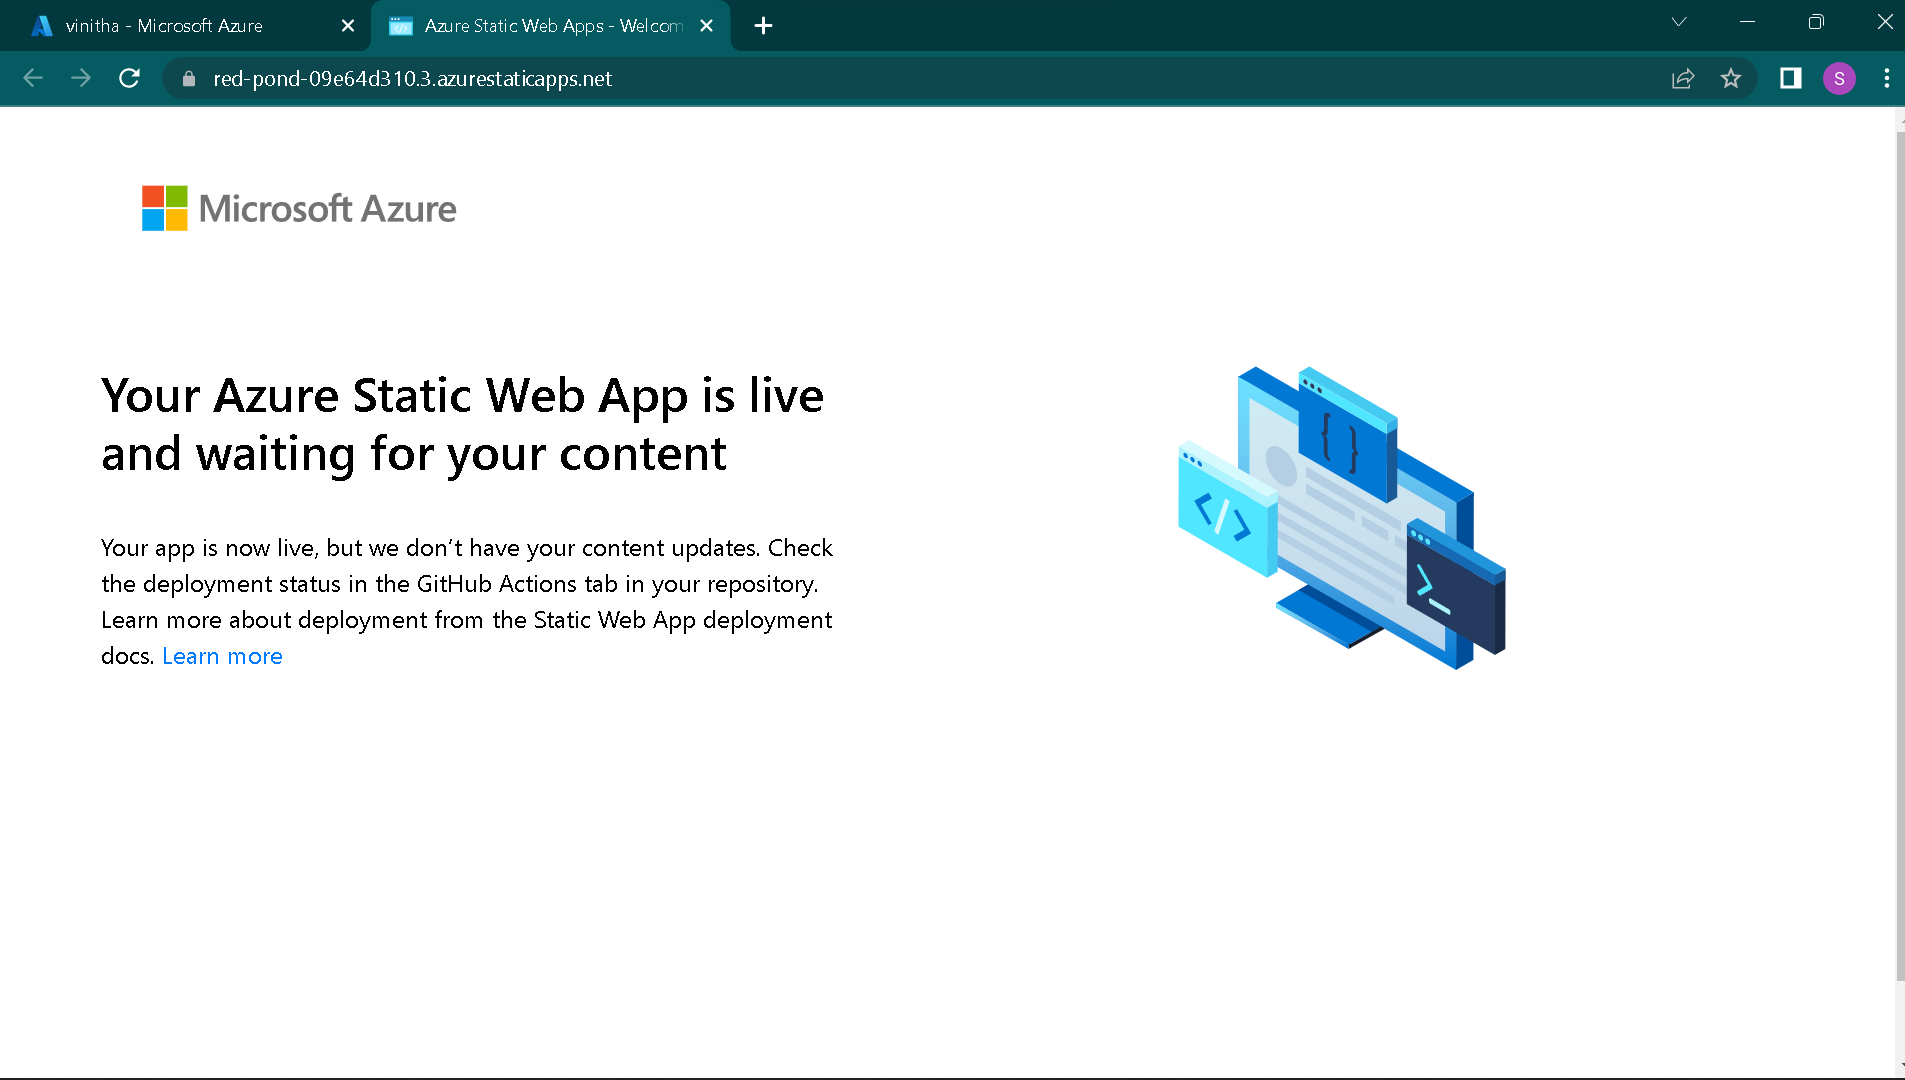 vinitha - Microsoft Azure
Azure Static Web Apps - Welcom
red-pond-09e64d310.3.azurestaticapps.net
S
Microsoft Azure
Your Azure Static Web App is live
and waiting for your content
Your app is now live, but we don’t have your content updates. Check
the deployment status in the GitHub Actions tab in your repository.
Learn more about deployment from the Static Web App deployment
docs. Learn more